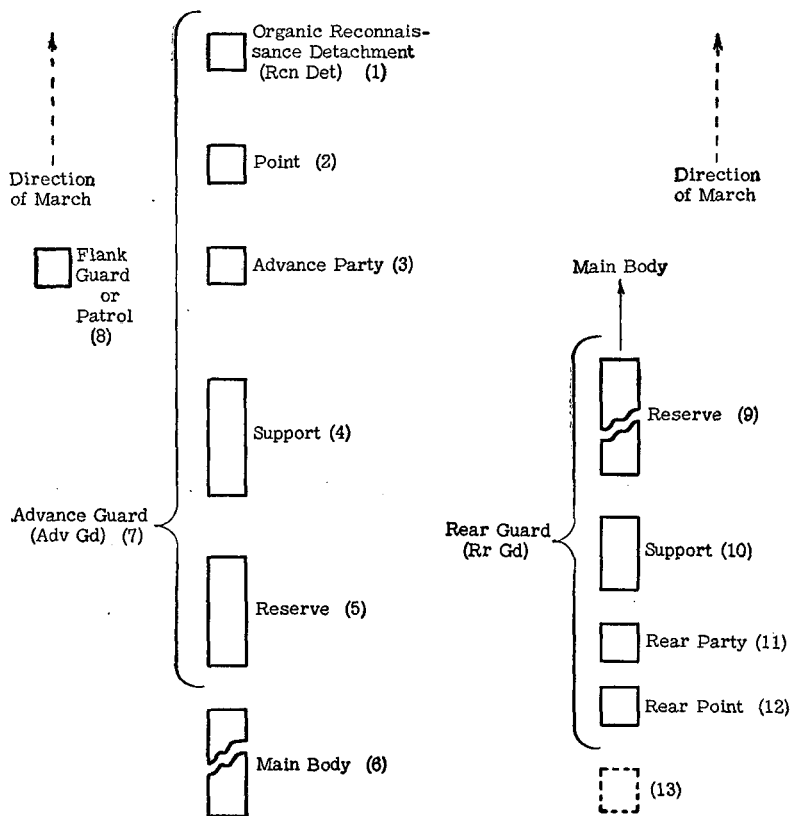 Organic Reconnais-
sance Detachment
(Rcn Det) (1)
Point (2)
Direction
of March
Flank
Guard
or
Patrol
(8)
Advance Party (3)
Support (4)
Advance Guard
(Adv Gd) (7)
Reserve (5)
Main Body (6)
Direction
of March
Main Body
Reserve (9)
Rear Guard
(Rr Gd)
Support (10)
Rear Party (11)
Rear Point (12)
(13)